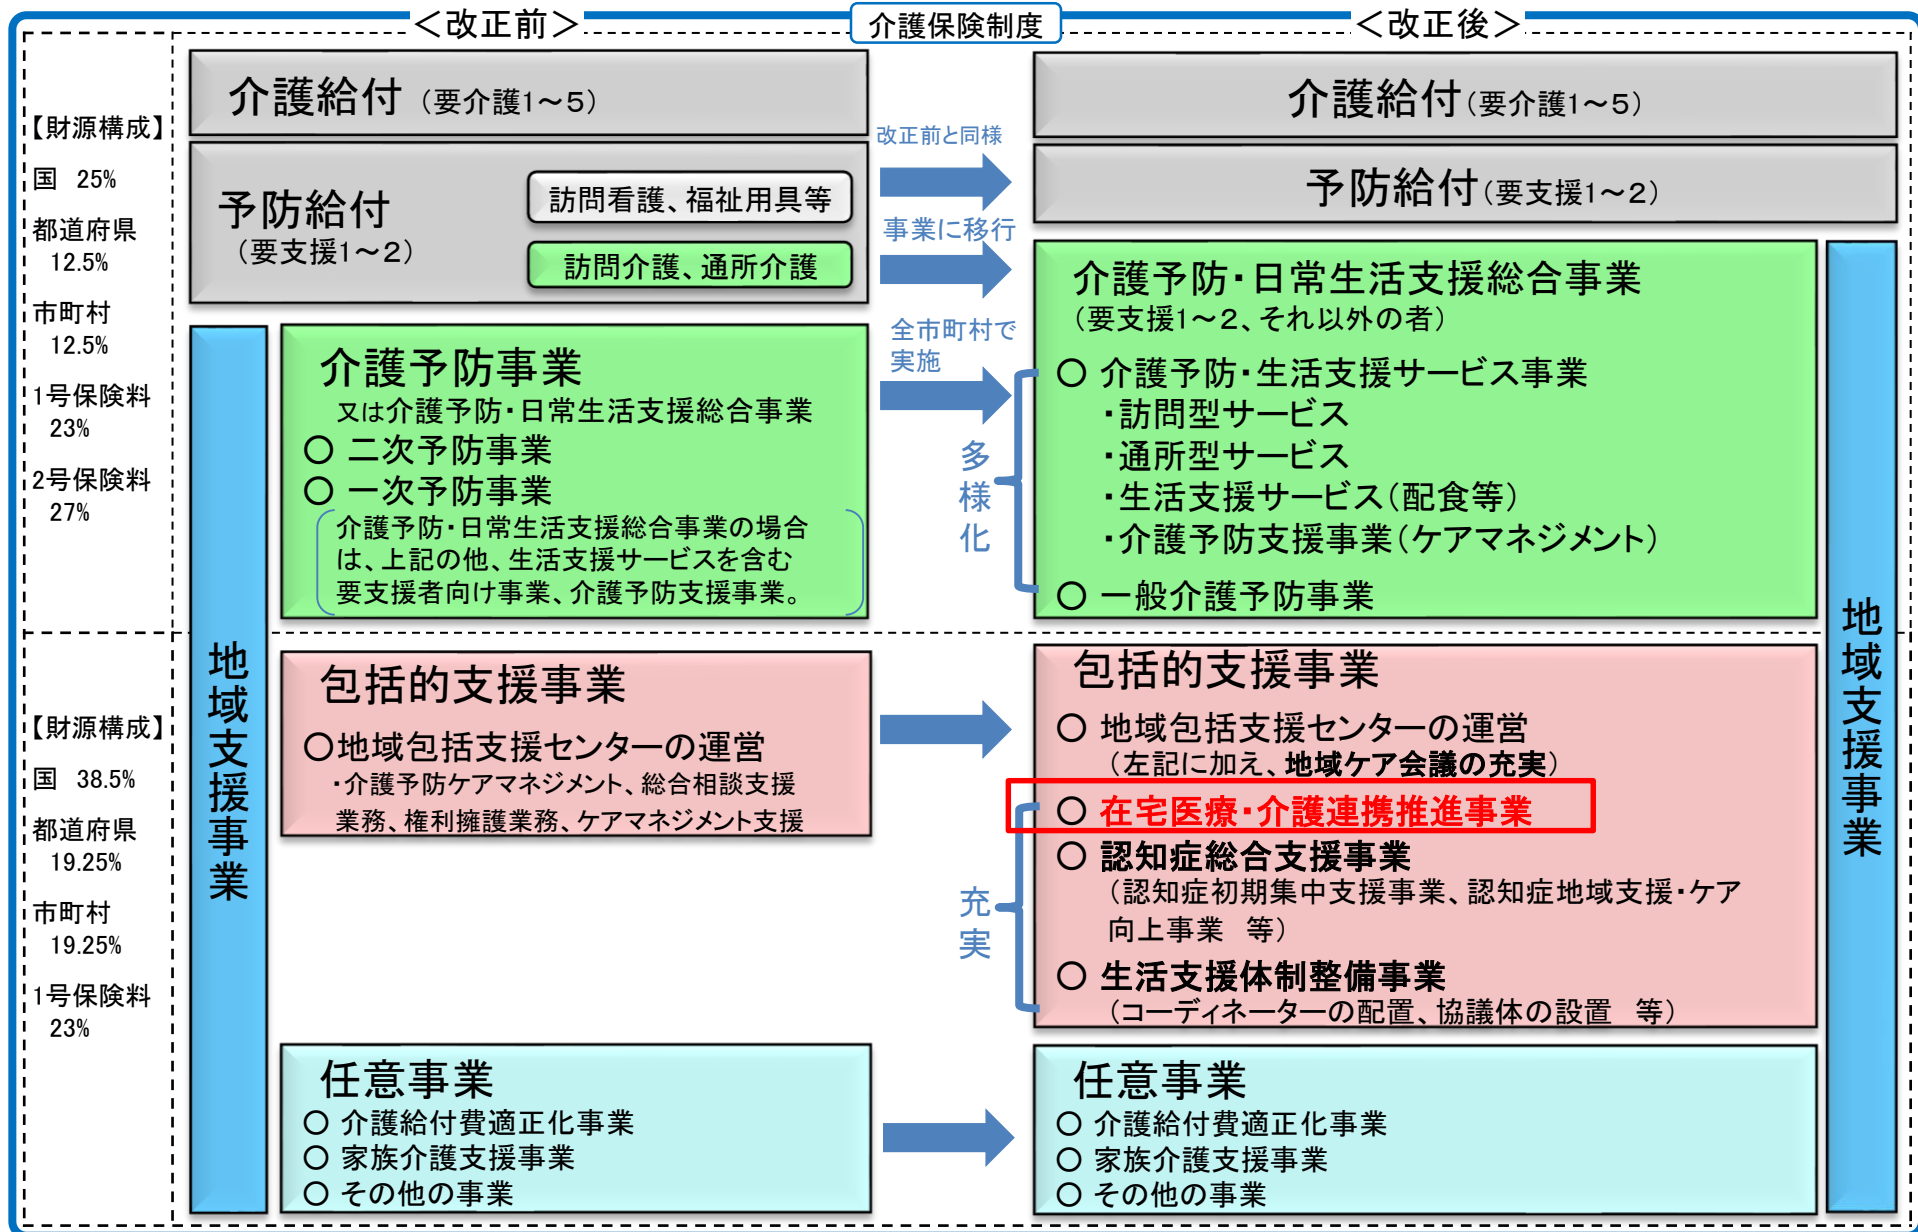 ＜改正前＞
介護保険制度
＜改正後＞
【財源構成】
国 25%
都道府県
12.5%
市町村
12.5%
1号保険料
23%
2号保険料
27%
介護給付（要介護1～5）
予防給付
（要支援1～2）
訪問看護、福祉用具等
訪問介護、通所介護
改正前と同様
事業に移行
全市町村で
実施
多様化
介護給付（要介護1～5）
予防給付（要支援1～2）
地域支援事業
介護予防事業
又は介護予防・日常生活支援総合事業
○ 二次予防事業
○ 一次予防事業
介護予防・日常生活支援総合事業の場合
は、上記の他、生活支援サービスを含む
要支援者向け事業、介護予防支援事業。
介護予防・日常生活支援総合事業
（要支援1～2、それ以外の者）
○ 介護予防・生活支援サービス事業
・訪問型サービス
・通所型サービス
・生活支援サービス（配食等）
・介護予防支援事業（ケアマネジメント）
○ 一般介護予防事業
地域支援事業
【財源構成】
国 38.5%
都道府県
19.25%
市町村
19.25%
1号保険料
23%
包括的支援事業
○地域包括支援センターの運営
・介護予防ケアマネジメント、総合相談支援
業務、権利擁護業務、ケアマネジメント支援
充実
包括的支援事業
○ 地域包括支援センターの運営
（左記に加え、地域ケア会議の充実）
○ 在宅医療・介護連携推進事業
○ 認知症総合支援事業
（認知症初期集中支援事業、認知症地域支援・ケア
向上事業　等）
○ 生活支援体制整備事業
（コーディネーターの配置、協議体の設置　等）
任意事業
○ 介護給付費適正化事業
○ 家族介護支援事業
○ その他の事業
任意事業
○ 介護給付費適正化事業
○ 家族介護支援事業
○ その他の事業